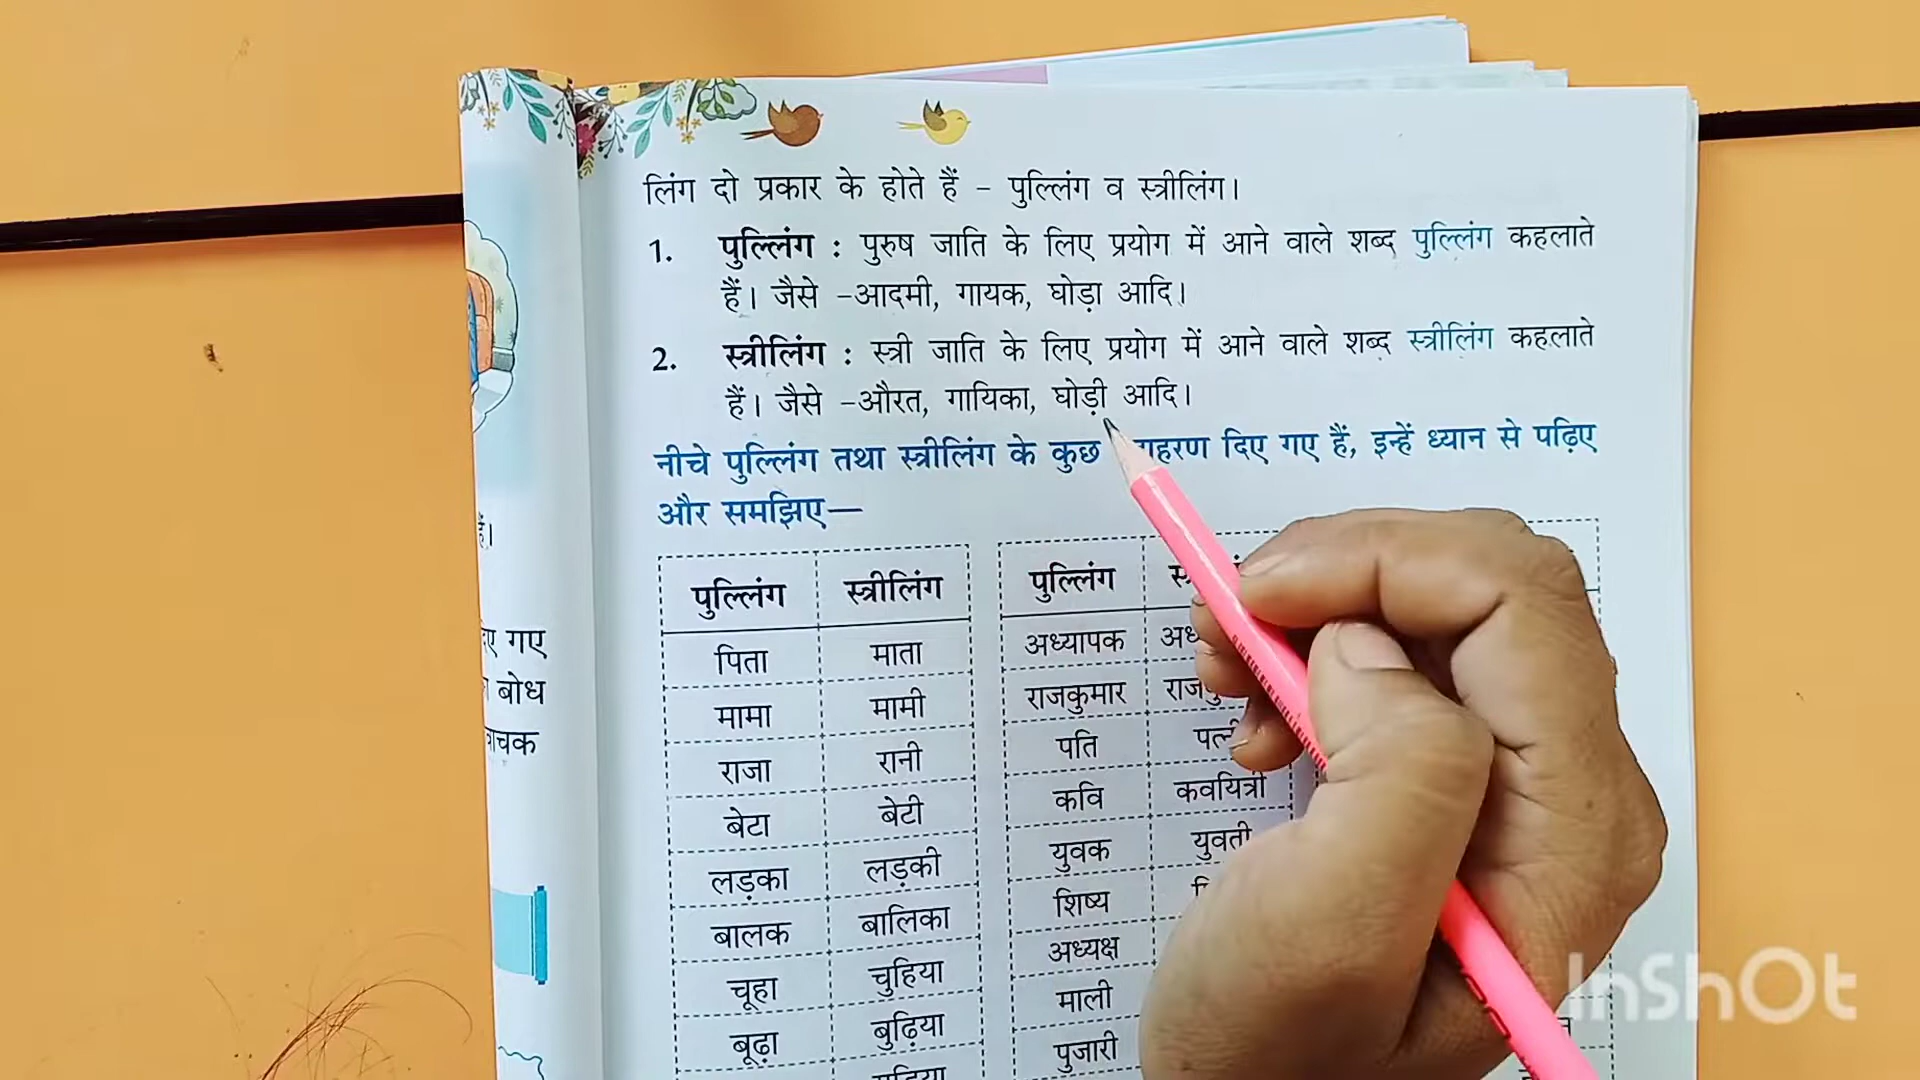 लिंग दो प्रकार के होते हैं - पुल्लिंग व स्त्रीलिंग।
1. पुल्लिंग : पुरुष जाति के लिए प्रयोग में आने वाले शब्द पुल्लिंग कहलाते
हैं। जैसे -आदमी, गायक, घोड़ा आदि।
2. स्त्रीलिंग : स्त्री जाति के लिए प्रयोग में आने वाले शब्द स्त्रीलिंग कहलाते
हैं। जैसे -औरत, गायिका, घोड़ी आदि।
नीचे पुल्लिंग तथा स्त्रीलिंग के कुछ दिए गए हैं, इन्हें ध्यान से पढ़िए
और समझिए—
हैं।
गए
बोध
पुल्लिंग स्त्रीलिंग
पिता माता
मामा मामी
राजा रानी
बेटा बेटी
लड़का लड़की
बालक बालिका
चूहा चुहिया
बूढ़ा बुढ़िया
पुल्लिंग
अध्यापक
राजकुमार
पति
कवि कवयित्री
युवक युवती
शिष्य
अध्यक्ष
माली
पुजारी
InShOt